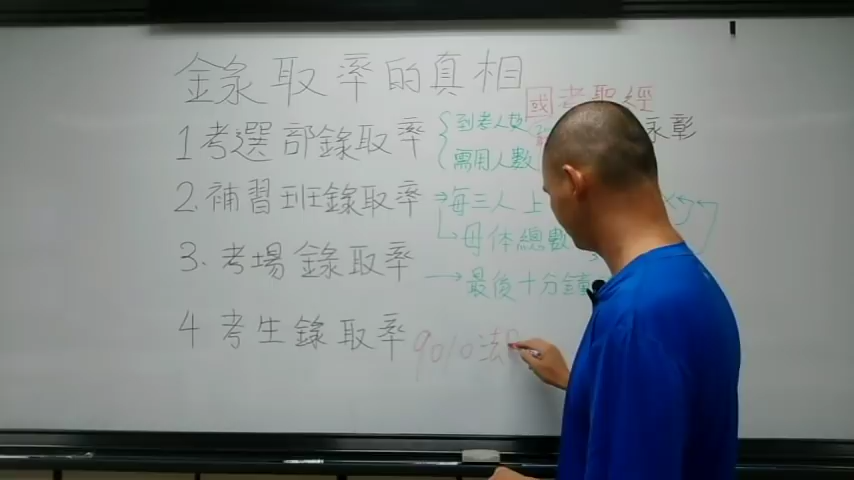 錄取率的真相
國考聖經
永彰
1 考選部錄取率
到考人
需用人數
2. 補習班錄取率
每三人上
母体總數
3. 考場錄取率
最後十分鐘
4 考生錄取率
9010法